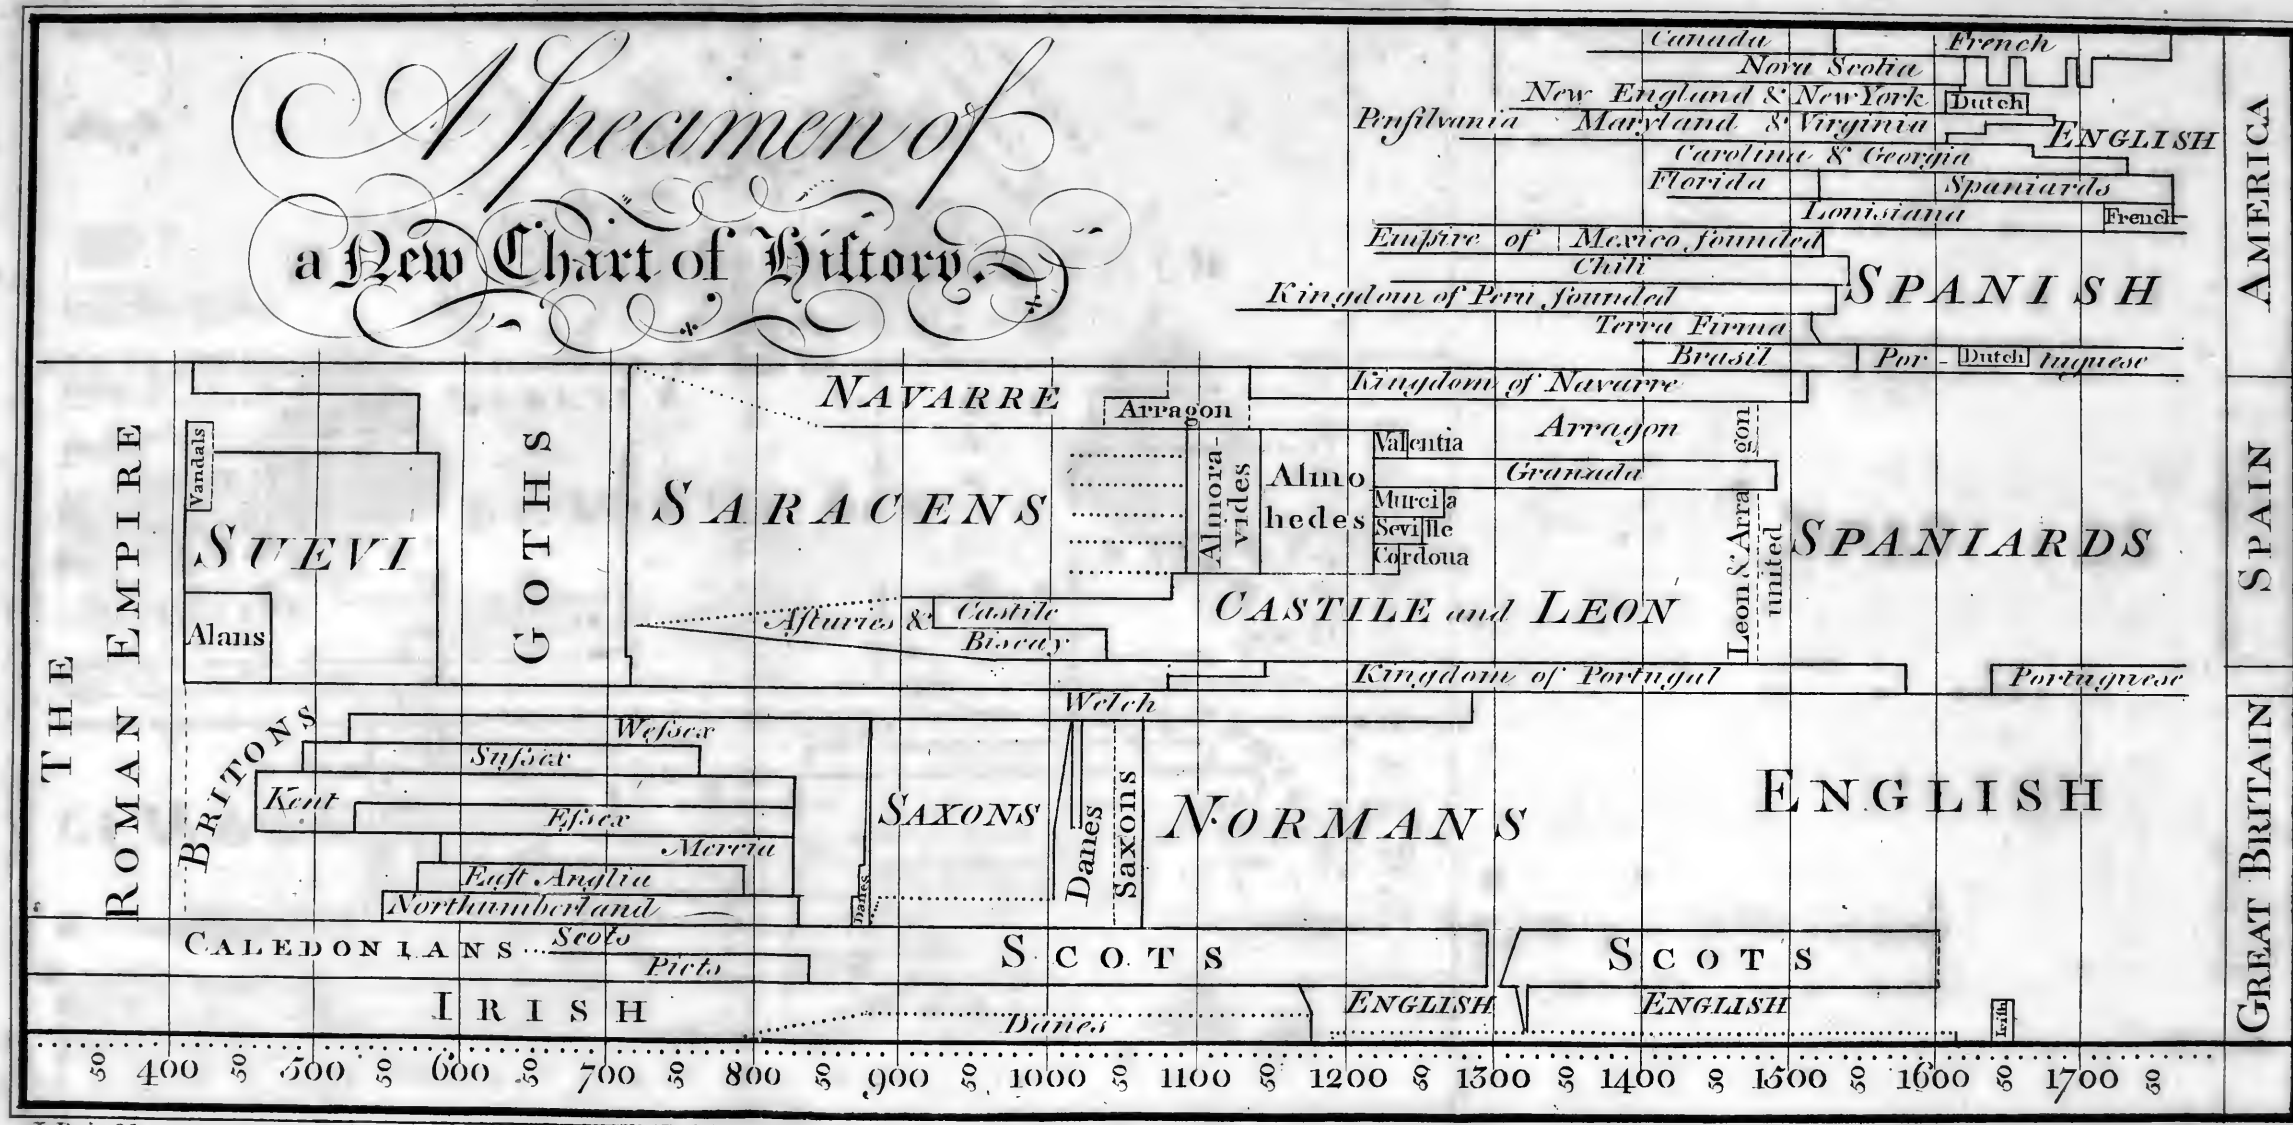 A Specimen of
a New Chart of Hiſtory.
Canada French
Nova Scotia
New England & New York Dutch
Penſilvania Maryland & Virginia ENGLISH
Carolina & Georgia
Florida Spaniards
Louisiana French
Empire of Mexico founded
Chili
SPANISH
Kingdom of Peru founded
Terra Firma
Brasil Por- Dutch tuguese
AMERICA
NAVARRE
Arragon
Kingdom of Navarre
Arragon
Valentia
Granada
Murcia
Seville
Cordoua
Almora-
vides
Almo
hedes
Leon & Arra gon
united
SPANIARDS
SARACENS
GOTHS
Vandals
SUEVI
Alans
Aſturies & Castile
Biscay
CASTILE and LEON
Kingdom of Portugal
Portuguese
SPAIN
THE
ROMAN EMPIRE
BRITONS
Welch
Weſsex
Suſsex
Kent
Eſsex
Mercia
Eaſt Anglia
Northumberland
Danes
SAXONS
Danes
Saxons
NORMANS
ENGLISH
CALEDONIANS
Scots
Picts
SCOTS
SCOTS
IRISH
Danes
ENGLISH
ENGLISH
Irish
GREAT BRITAIN
50 400 50 500 50 600 50 700 50 800 50 900 50 1000 50 1100 50 1200 50 1300 50 1400 50 1500 50 1600 50 1700 50